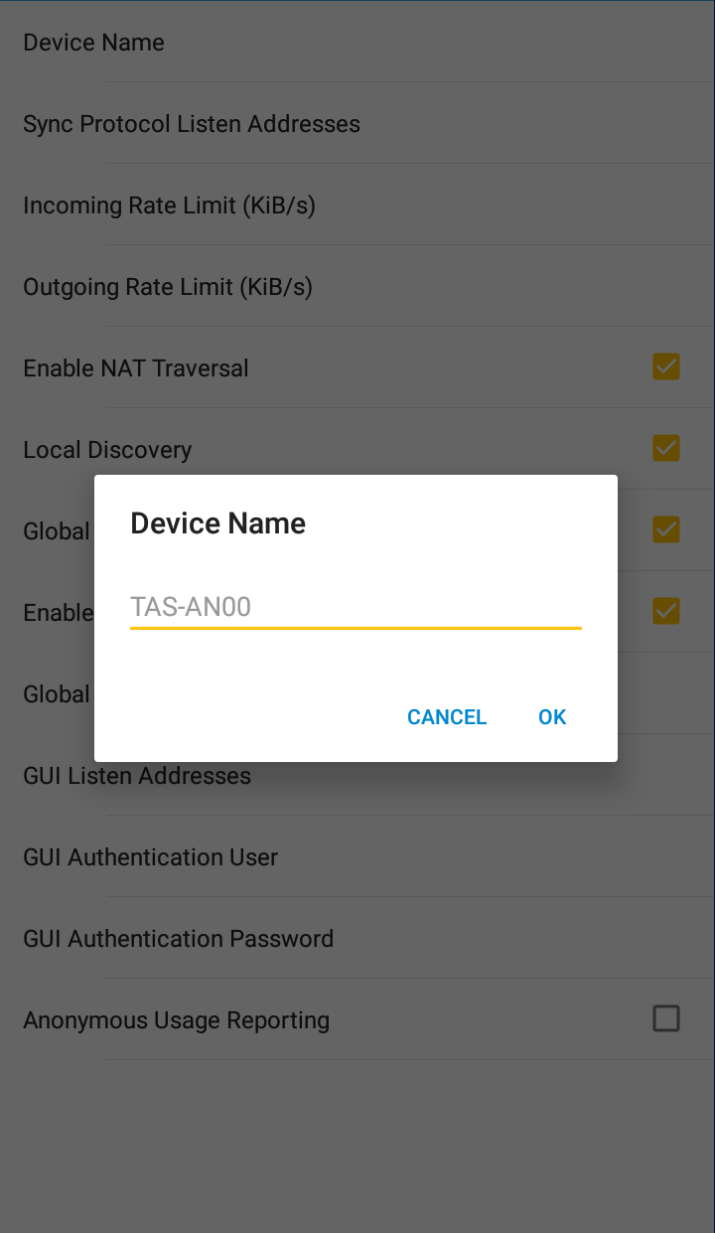 Device Name
Sync Protocol Listen Addresses
Incoming Rate Limit (KiB/s)
Outgoing Rate Limit (KiB/s)
Enable NAT Traversal
Local Discovery
Global
Device Name
Enable
TAS-AN00
Global
CANCEL OK
GUI Listen Addresses
GUI Authentication User
GUI Authentication Password
Anonymous Usage Reporting